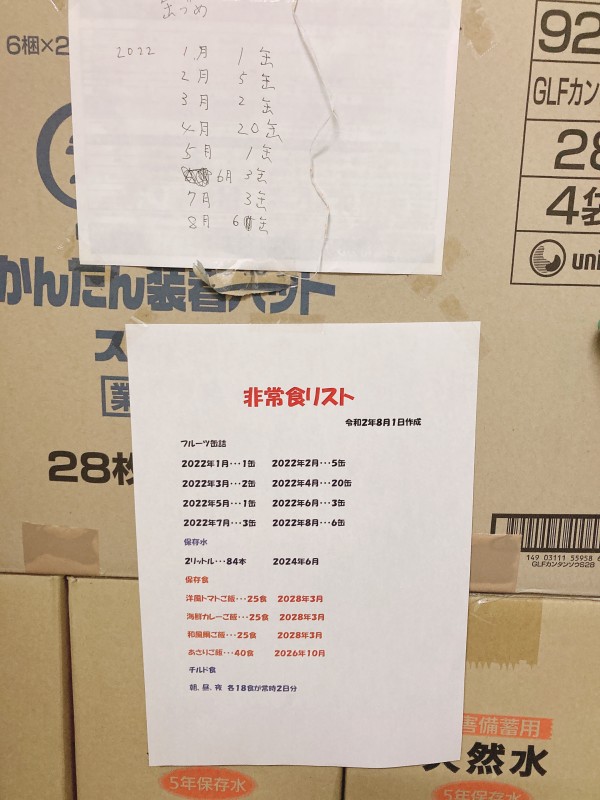 缶づめ
2022 1月 1缶
2月 5缶
3月 2缶
4月 20缶
5月 1缶
6月 3缶
7月 3缶
8月 6缶
6梱×2
92
GLFカンタンソ
28
4袋
uni
かんたん装着パット
ス
業
28枚
149 03111 55958 6
GLFカンタンソウS28
非常食リスト
令和2年8月1日作成
フルーツ缶詰
2022年1月・・・1缶 2022年2月・・・5缶
2022年3月・・・2缶 2022年4月・・・20缶
2022年5月・・・1缶 2022年6月・・・3缶
2022年7月・・・3缶 2022年8月・・・6缶
保存水
2リットル・・・84本 2024年6月
保存食
洋風トマトご飯・・・25食 2028年3月
海鮮カレーご飯・・・25食 2028年3月
和風鶏ご飯・・・25食 2028年3月
あさりご飯・・・40食 2026年10月
チルド食
朝、昼、夜 各18食が常時2日分
5年保存水
害備蓄用
天然水
5年保存水